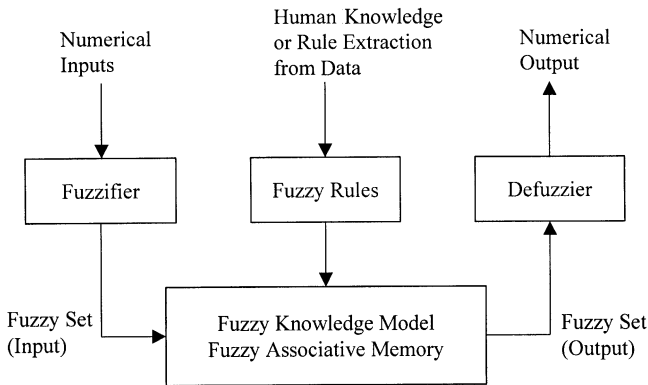 Numerical
Inputs
Human Knowledge
or Rule Extraction
from Data
Numerical
Output
Fuzzifier
Fuzzy Rules
Defuzzier
Fuzzy Set
(Input)
Fuzzy Knowledge Model
Fuzzy Associative Memory
Fuzzy Set
(Output)